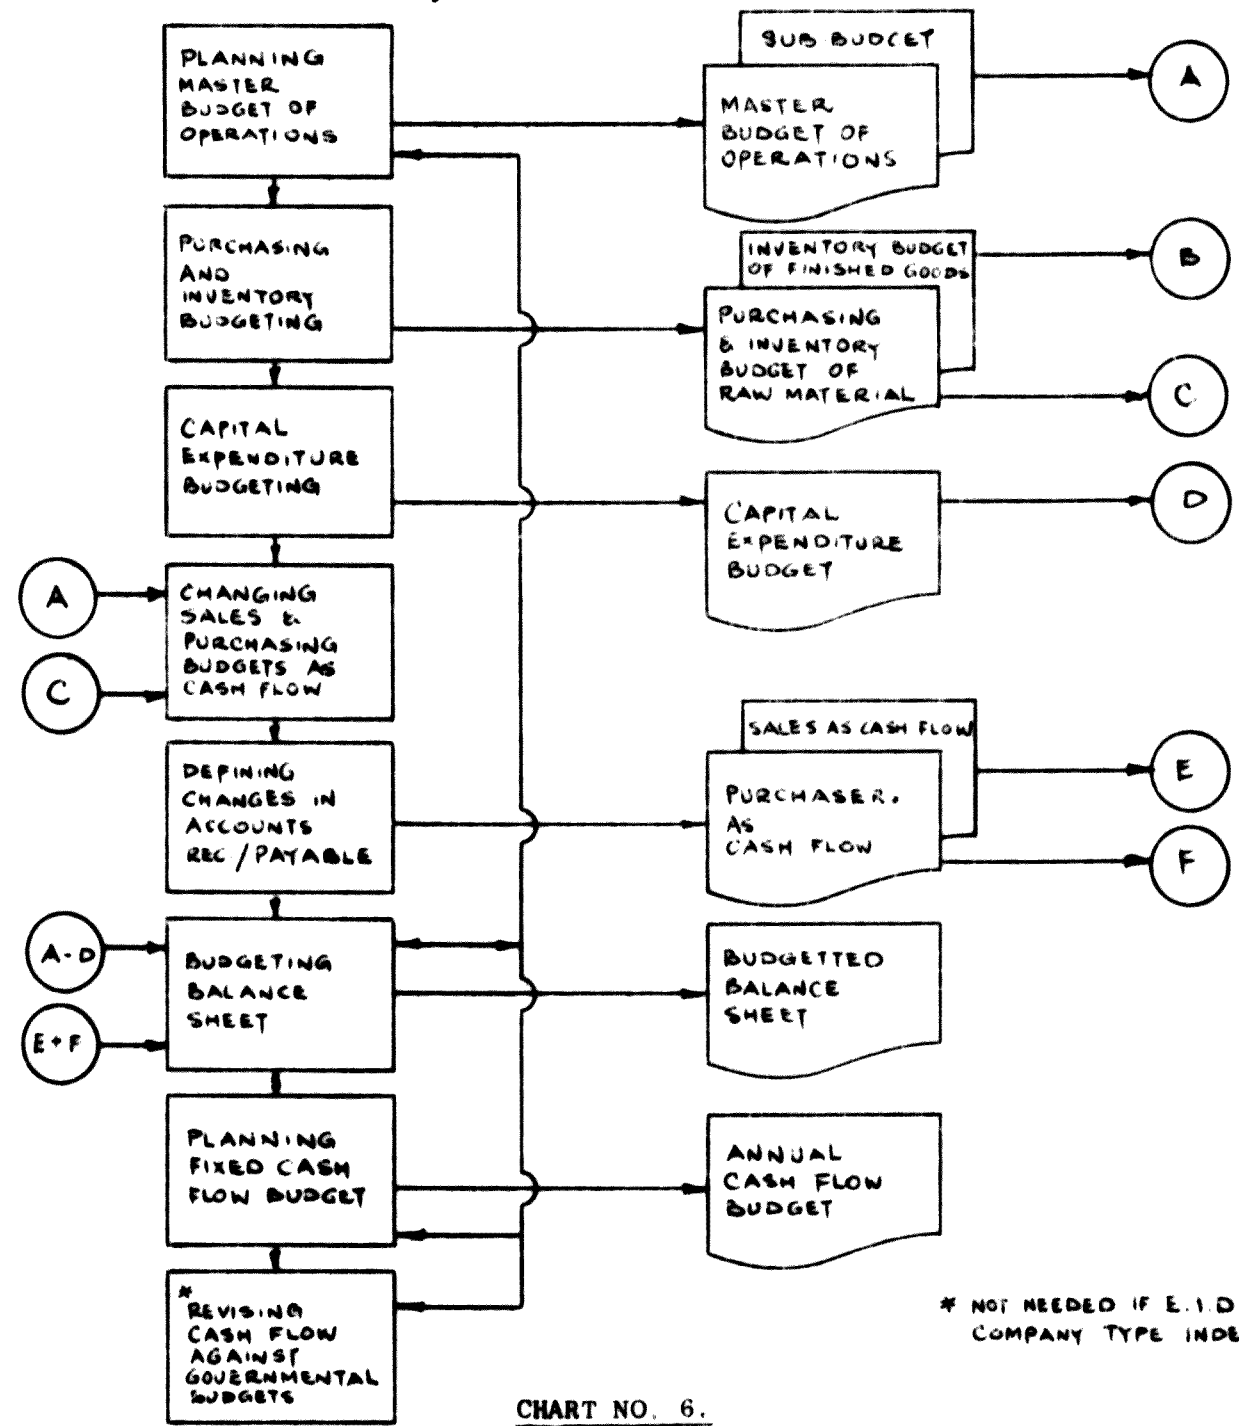 PLANNING
MASTER
BUDGET OF
OPERATIONS
SUB BUDGET
MASTER
BUDGET OF
OPERATIONS
A
PURCHASING
AND
INVENTORY
BUDGETING
INVENTORY BUDGET
OF FINISHED GOODS
PURCHASING
& INVENTORY
BUDGET OF
RAW MATERIAL
B
C
CAPITAL
EXPENDITURE
BUDGETING
CAPITAL
EXPENDITURE
BUDGET
D
A
C
CHANGING
SALES &
PURCHASING
BUDGETS AS
CASH FLOW
DEFINING
CHANGES IN
ACCOUNTS
REC/PAYABLE
SALES AS CASH FLOW
PURCHASER.
AS
CASH FLOW
E
F
A-D
E+F
BUDGETING
BALANCE
SHEET
BUDGETTED
BALANCE
SHEET
PLANNING
FIXED CASH
FLOW BUDGET
ANNUAL
CASH FLOW
BUDGET
*
REVISING
CASH FLOW
AGAINST
GOVERNMENTAL
BUDGETS
* NOT NEEDED IF E.I.D
COMPANY TYPE INDE
CHART NO. 6.